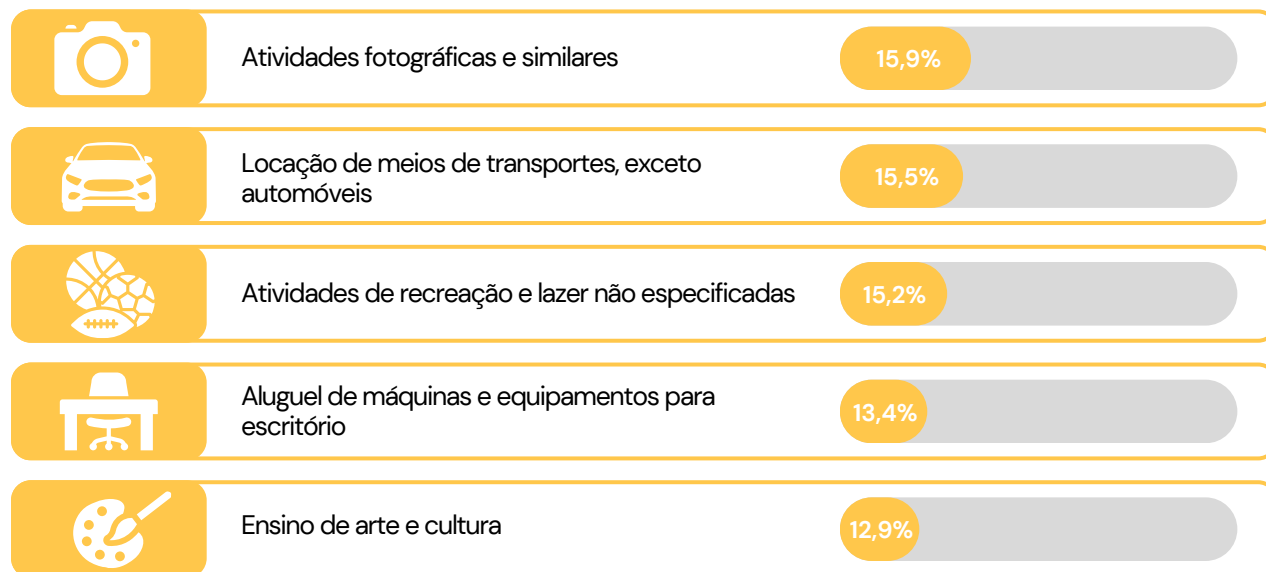 Atividades fotográficas e similares
15,9%
Locação de meios de transportes, exceto
automóveis
15,5%
Atividades de recreação e lazer não especificadas
15,2%
Aluguel de máquinas e equipamentos para
escritório
13,4%
Ensino de arte e cultura
12,9%